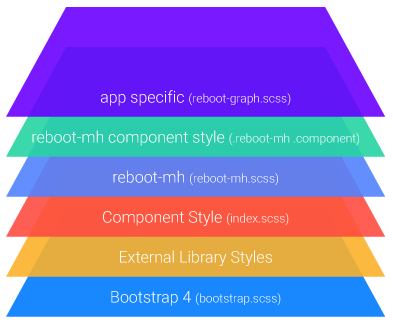 app specific (reboot-graph.scss)
reboot-mh component style (.reboot-mh .component)
reboot-mh (reboot-mh.scss)
Component Style (index.scss)
External Library Styles
Bootstrap 4 (bootstrap.scss)